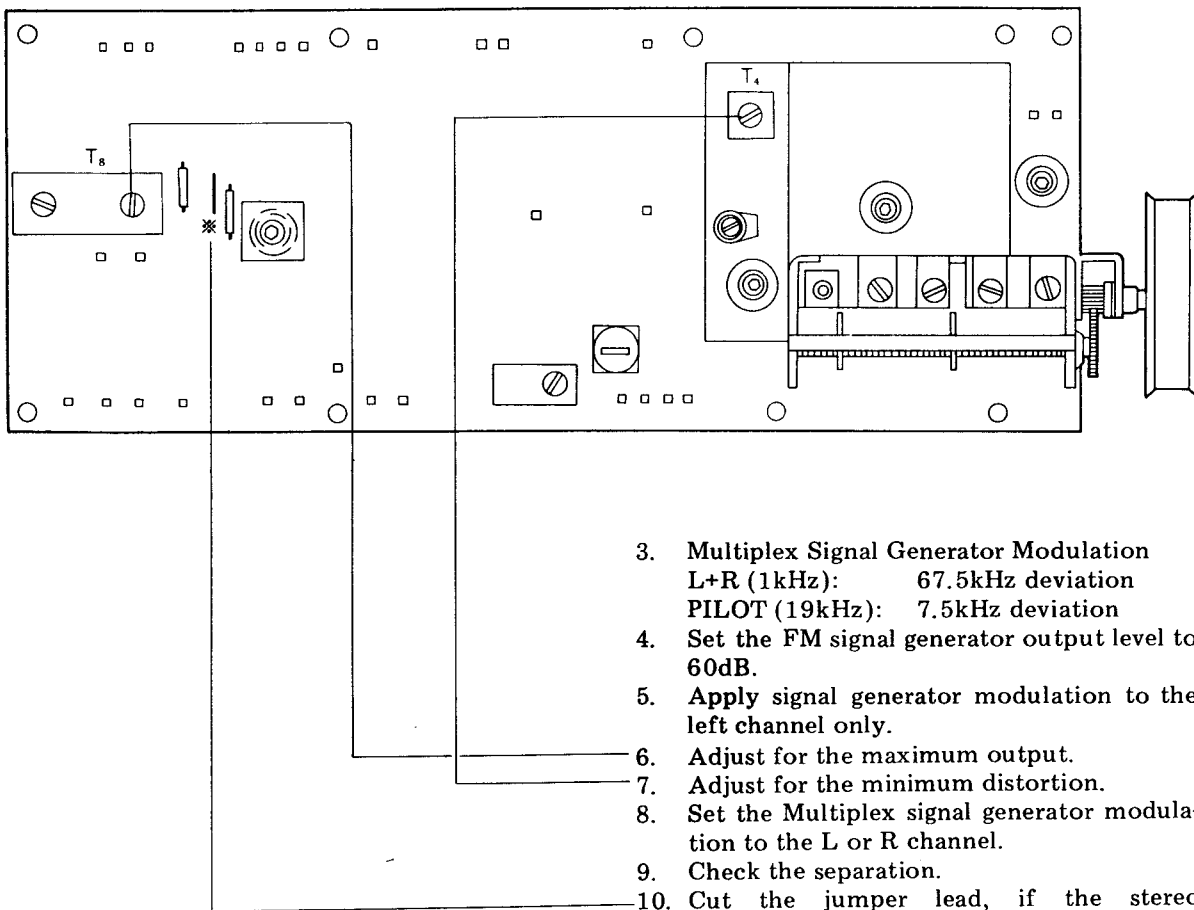 T₄
T₈
※
3. Multiplex Signal Generator Modulation
L+R (1kHz): 67.5kHz deviation
PILOT (19kHz): 7.5kHz deviation
4. Set the FM signal generator output level to
60dB.
5. Apply signal generator modulation to the
left channel only.
6. Adjust for the maximum output.
7. Adjust for the minimum distortion.
8. Set the Multiplex signal generator modula-
tion to the L or R channel.
9. Check the separation.
10. Cut the jumper lead, if the stereo